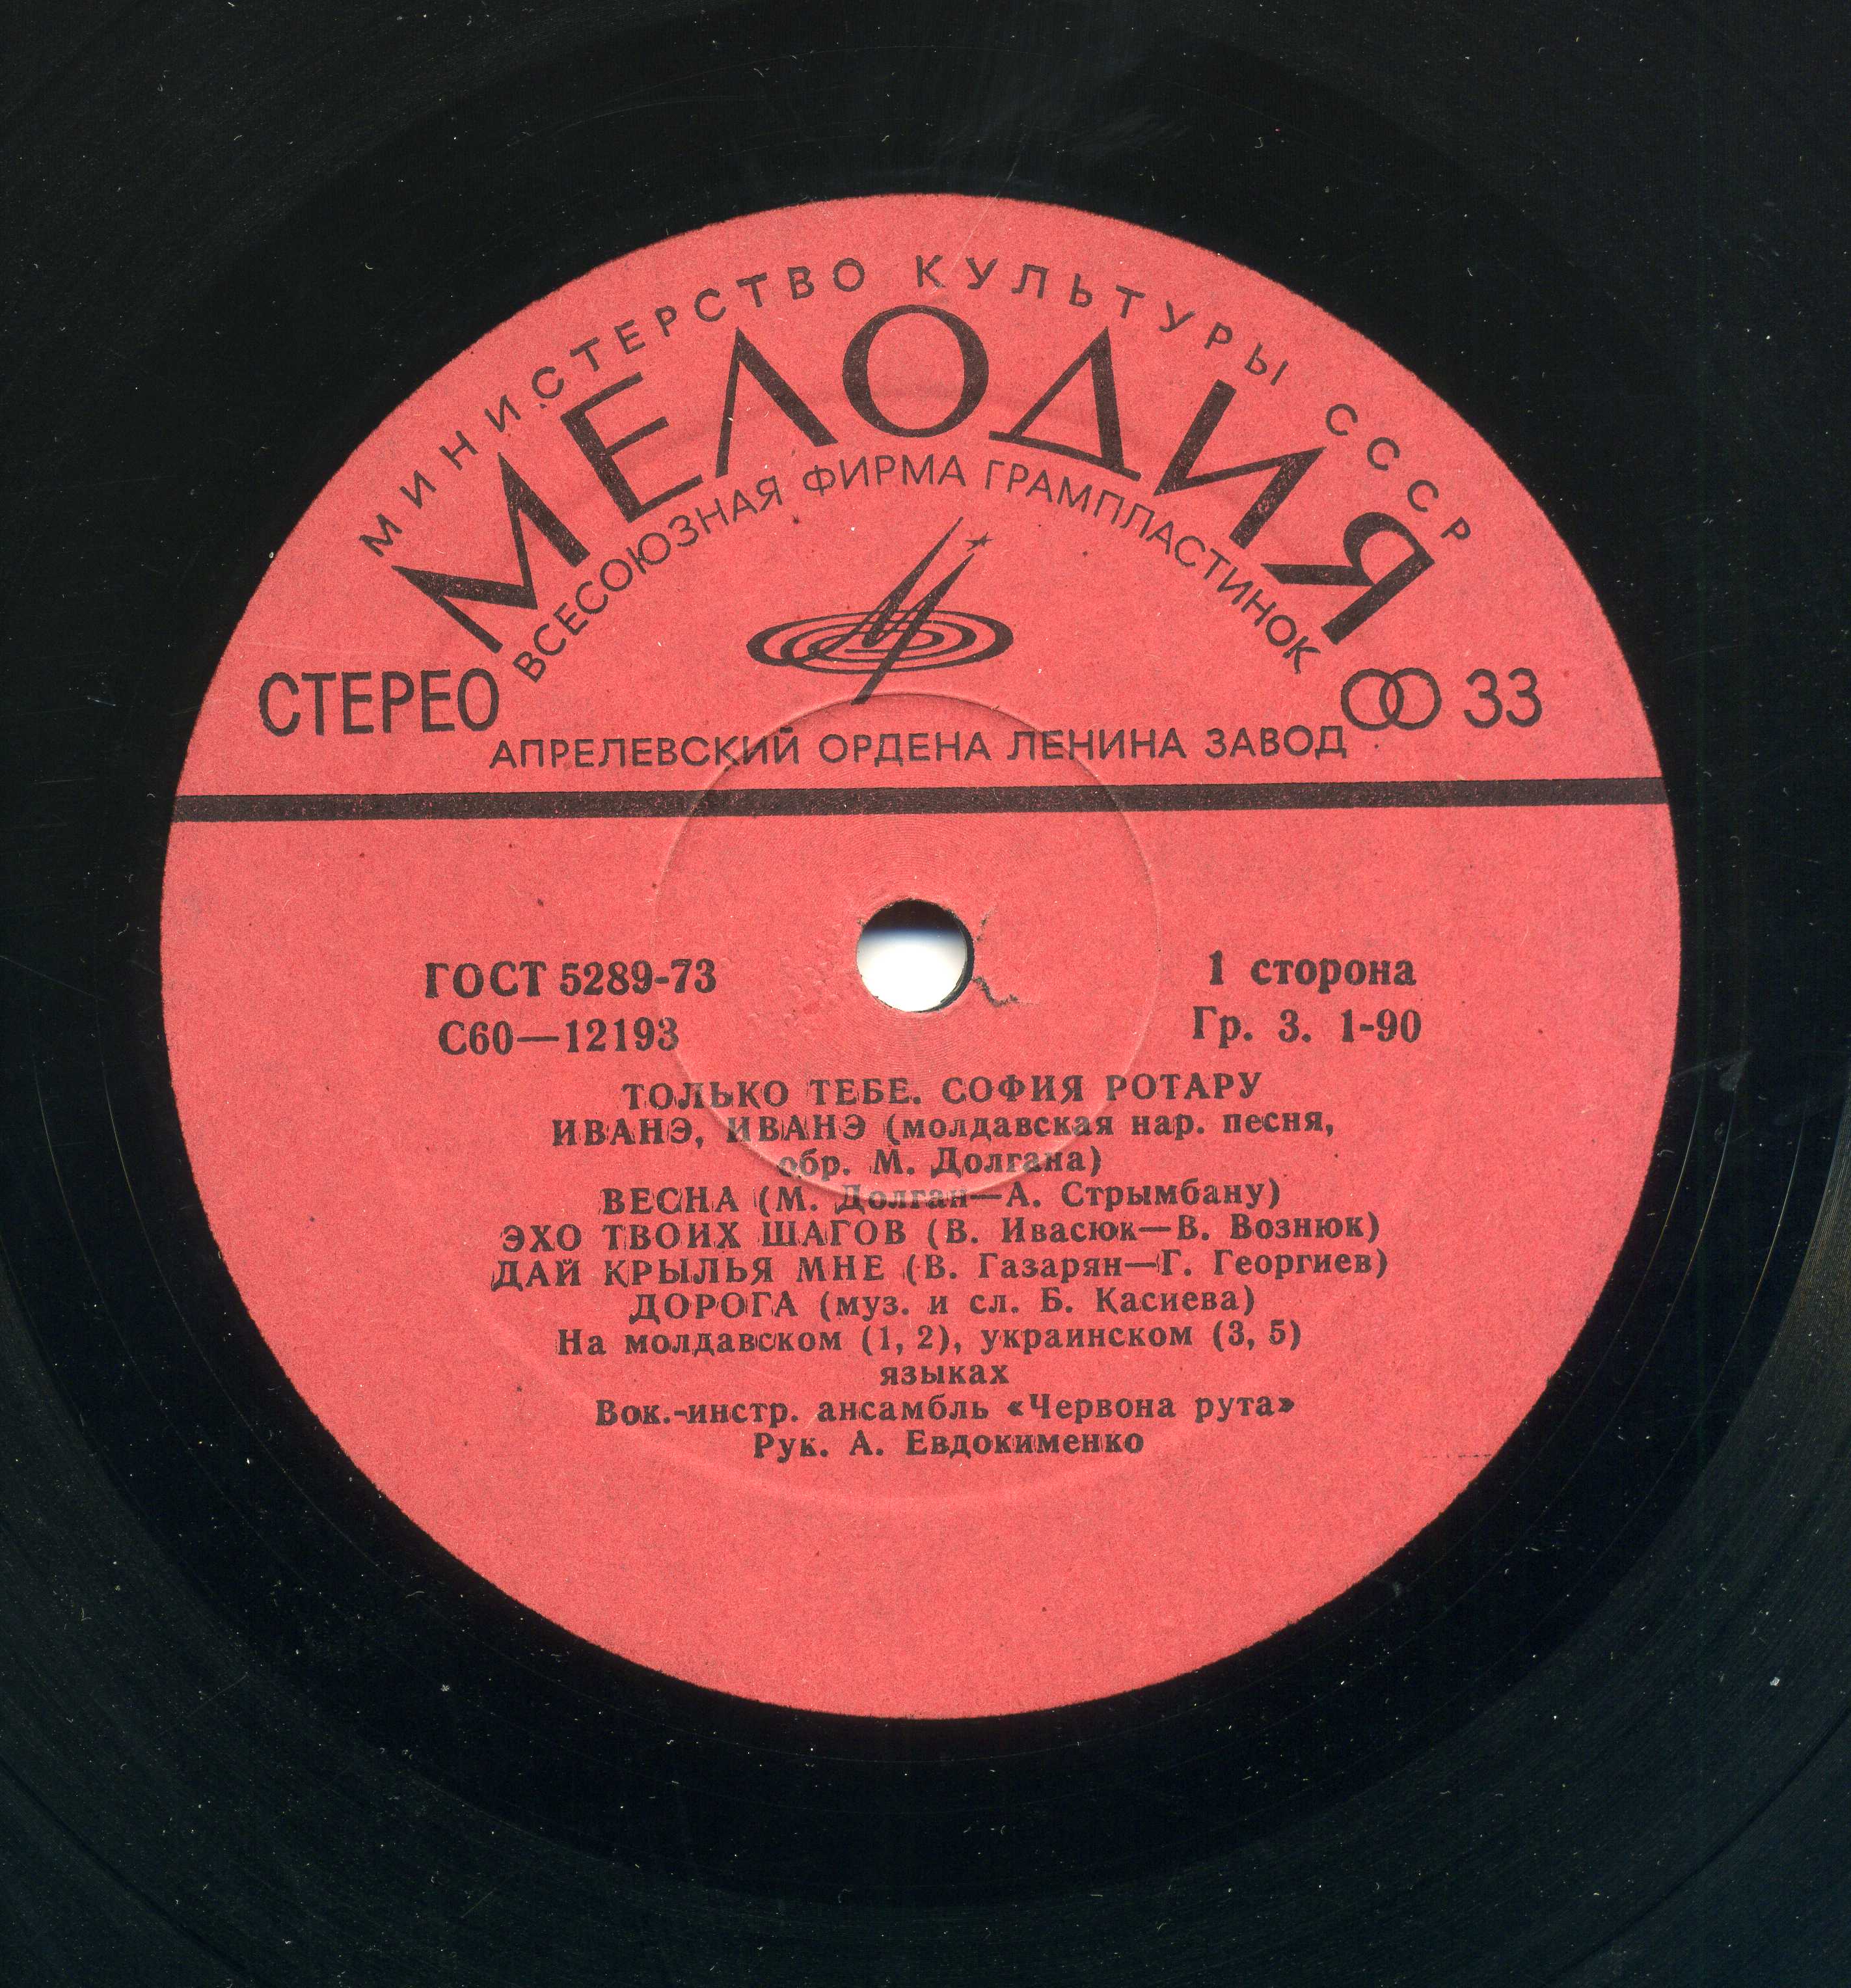 МИНИСТЕРСТВО КУЛЬТУРЫ СССР
МЕЛОДИЯ
ВСЕСОЮЗНАЯ ФИРМА ГРАМПЛАСТИНОК
СТЕРЕО 33
АПРЕЛЕВСКИЙ ОРДЕНА ЛЕНИНА ЗАВОД
ГОСТ 5289-73 1 сторона
С60—12193 Гр. 3. 1-90
ТОЛЬКО ТЕБЕ. СОФИЯ РОТАРУ
ИВАНЭ, ИВАНЭ (молдавская нар. песня,
обр. М. Долгана)
ВЕСНА (М. Долган—А. Стрымбану)
ЭХО ТВОИХ ШАГОВ (В. Ивасюк—В. Вознюк)
ДАЙ КРЫЛЬЯ МНЕ (В. Газарян—Г. Георгиев)
ДОРОГА (муз. и сл. Б. Касиева)
На молдавском (1, 2), украинском (3, 5)
языках
Вок.-инстр. ансамбль «Червона рута»
Рук. А. Евдокименко